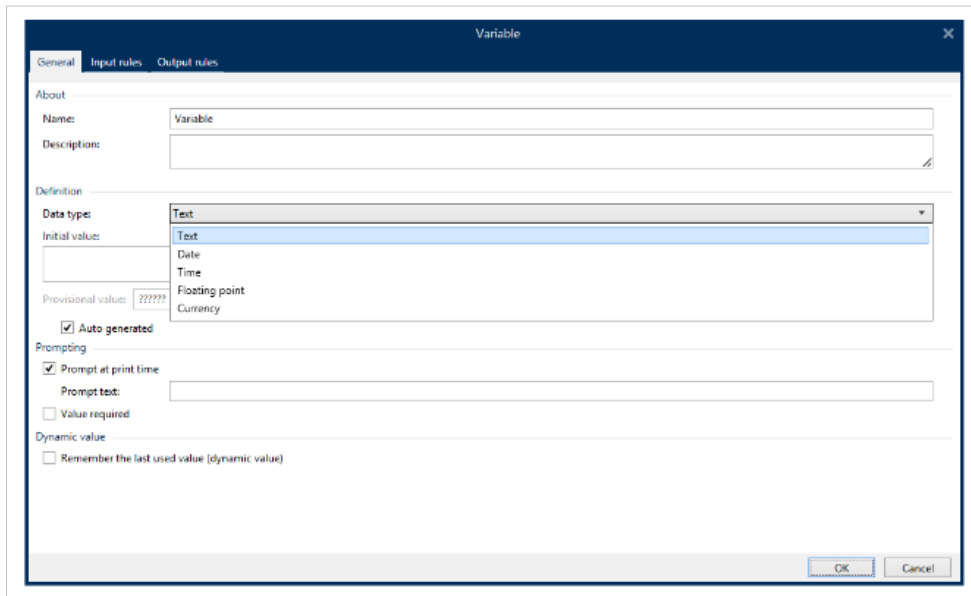 Variable
General Input rules Output rules
About
Name: Variable
Description:
Definition
Data type: Text
Initial value: Text
Date
Time
Floating point
Currency
Provisional value: ??????
Auto generated
Prompting
Prompt at print time
Prompt text:
Value required
Dynamic value
Remember the last used value (dynamic value)
OK Cancel